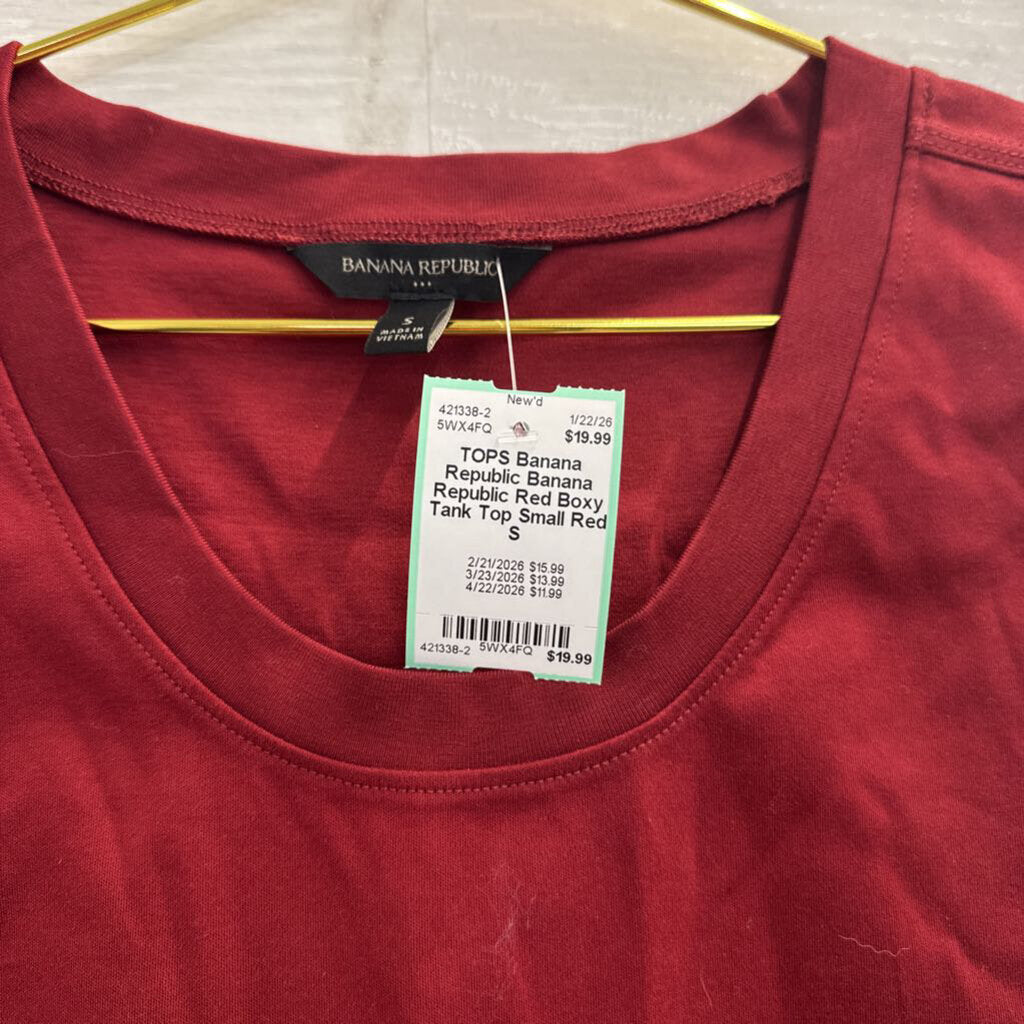 BANANA REPUBLIC
S
MADE IN
VIETNAM
New'd
421338-2 1/22/26
5WX4FQ $19.99
TOPS Banana
Republic Banana
Republic Red Boxy
Tank Top Small Red
S
2/21/2026 $15.99
3/23/2026 $13.99
4/22/2026 $11.99
421338-2 5WX4FQ $19.99